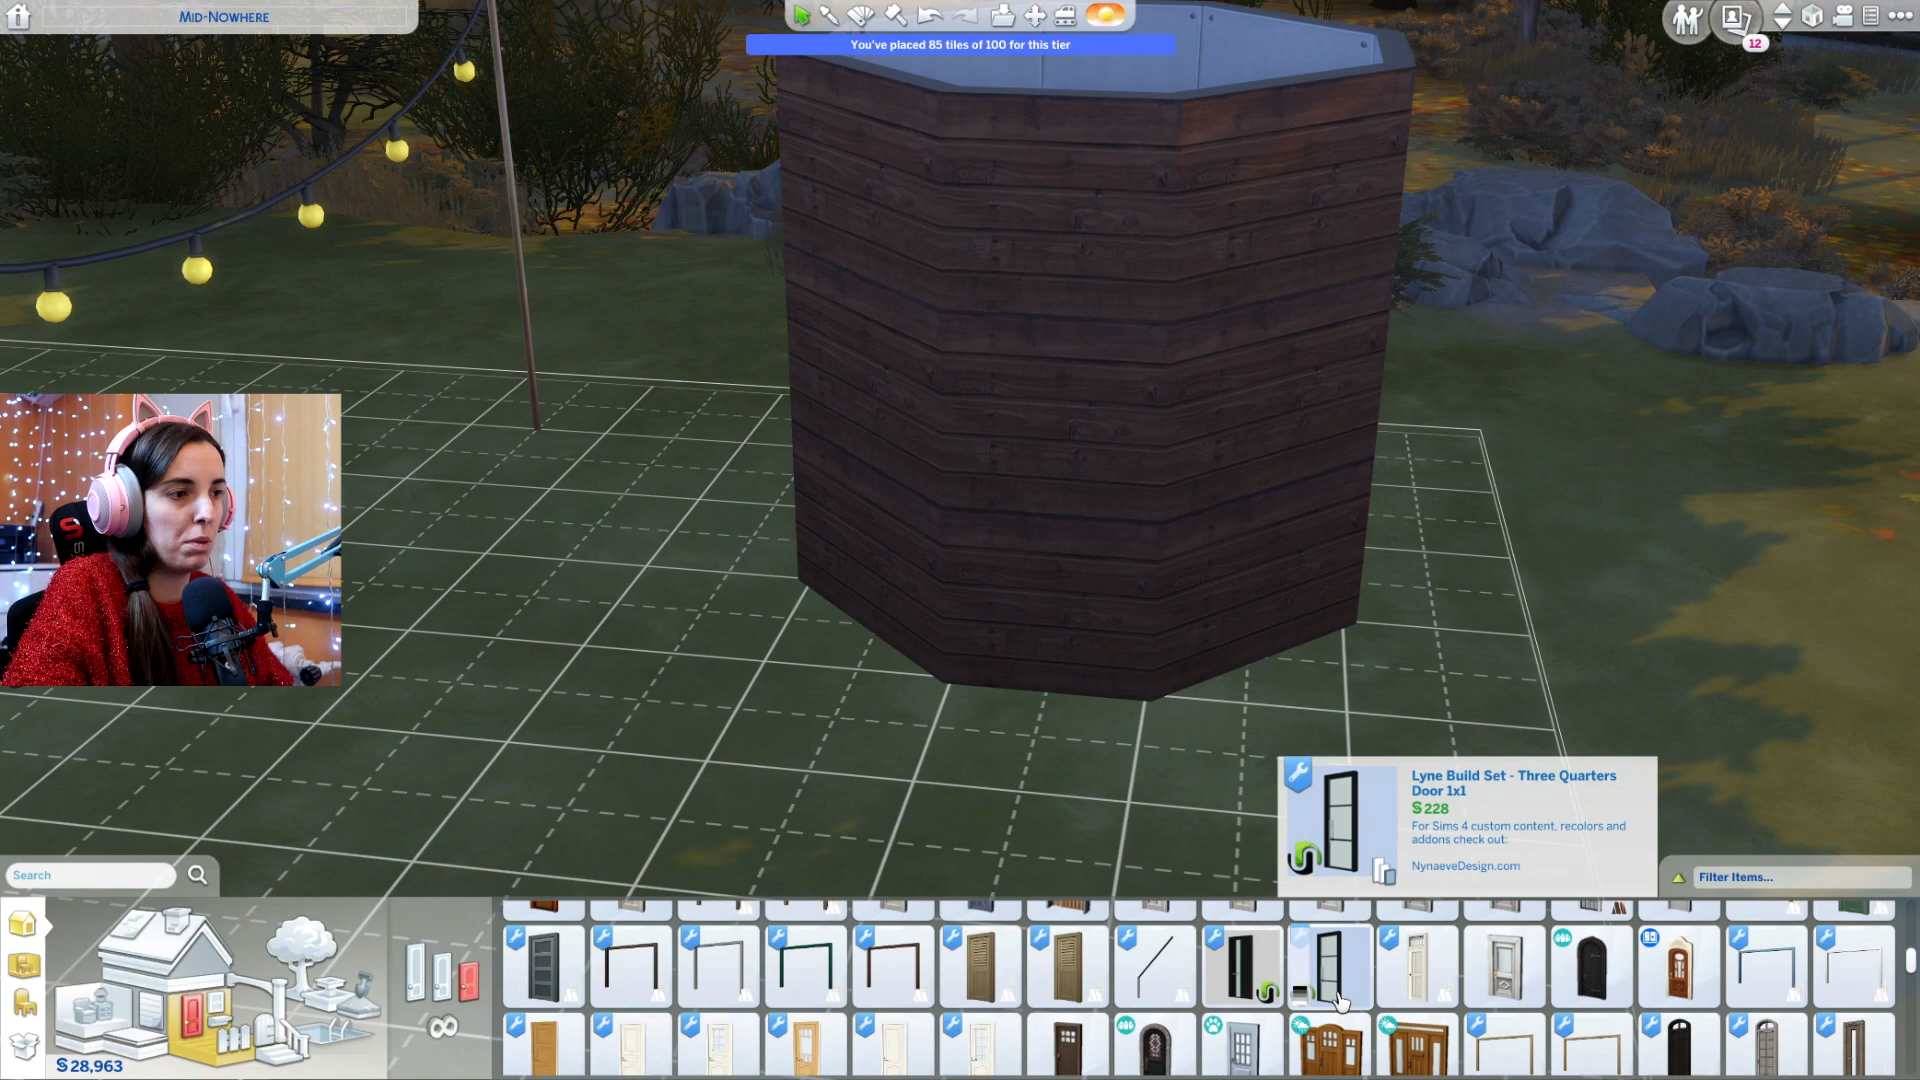 Mid-Nowhere
You've placed 85 tiles of 100 for this tier
12
Lyne Build Set - Three Quarters
Door 1x1
§228
For Sims 4 custom content, recolors and
addons check out:
NynaeveDesign.com
Search
Filter Items...
§28,963